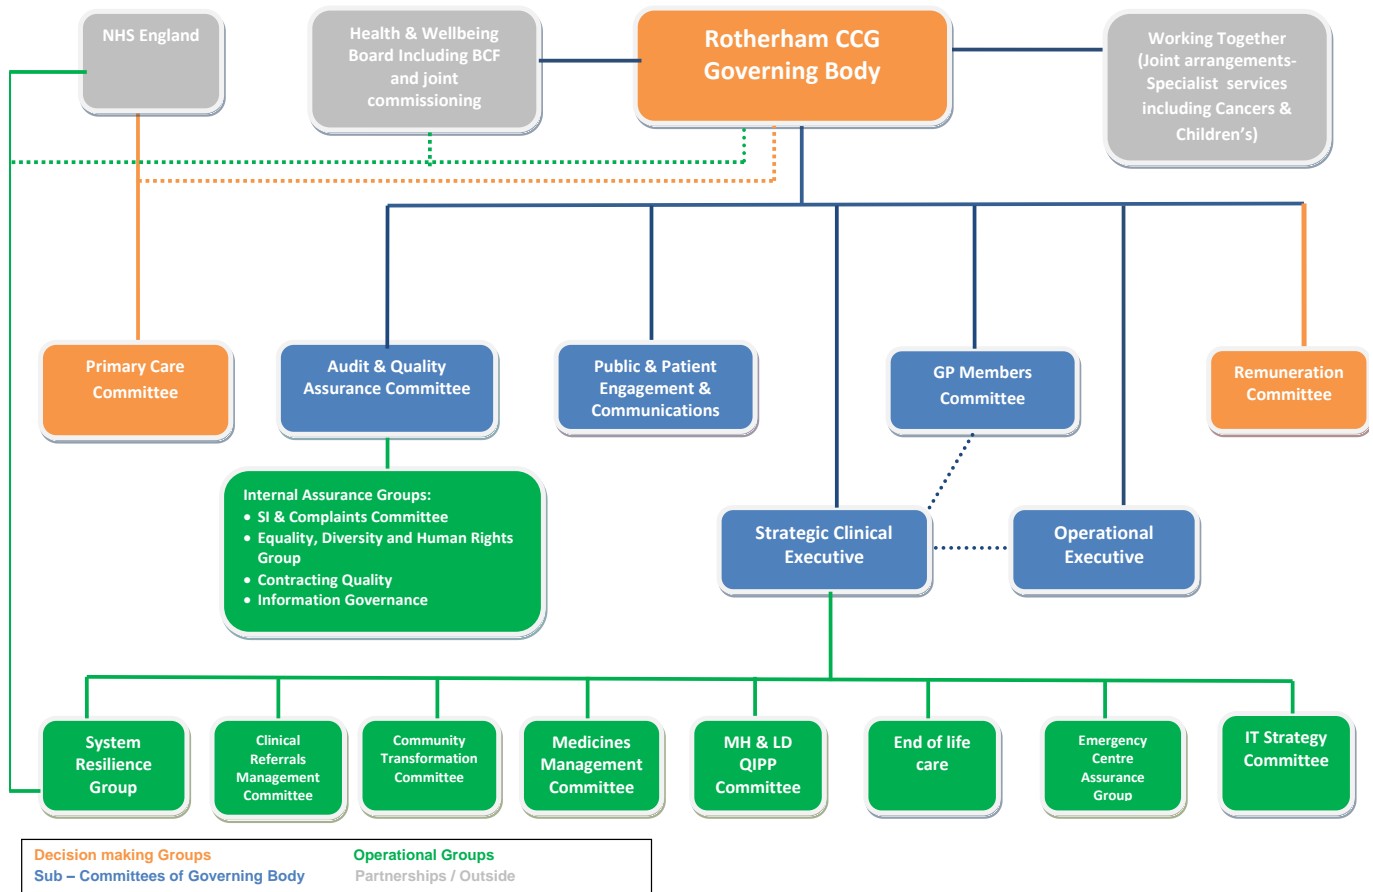 NHS England
Health & Wellbeing
Board Including BCF
and joint
commissioning
Rotherham CCG
Governing Body
Working Together
(Joint arrangements-
Specialist services
including Cancers &
Children's)
Primary Care
Committee
Audit & Quality
Assurance Committee
Public & Patient
Engagement &
Communications
GP Members
Committee
Remuneration
Committee
Internal Assurance Groups:
• SI & Complaints Committee
• Equality, Diversity and Human Rights
Group
• Contracting Quality
• Information Governance
Strategic Clinical
Executive
Operational
Executive
System
Resilience
Group
Clinical
Referrals
Management
Committee
Community
Transformation
Committee
Medicines
Management
Committee
MH & LD
QIPP
Committee
End of life
care
Emergency
Centre
Assurance
Group
IT Strategy
Committee
Decision making Groups
Operational Groups
Sub – Committees of Governing Body
Partnerships / Outside